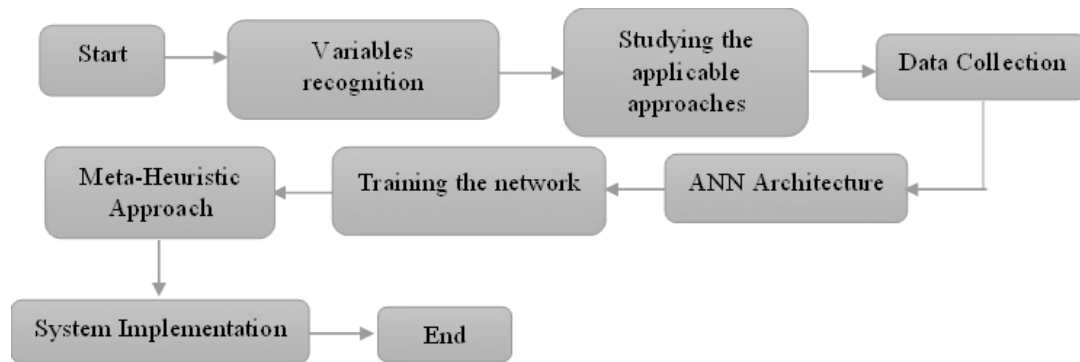 Start
Variables
recognition
Studying the
applicable
approaches
Data Collection
ANN Architecture
Training the network
Meta-Heuristic
Approach
System Implementation
End